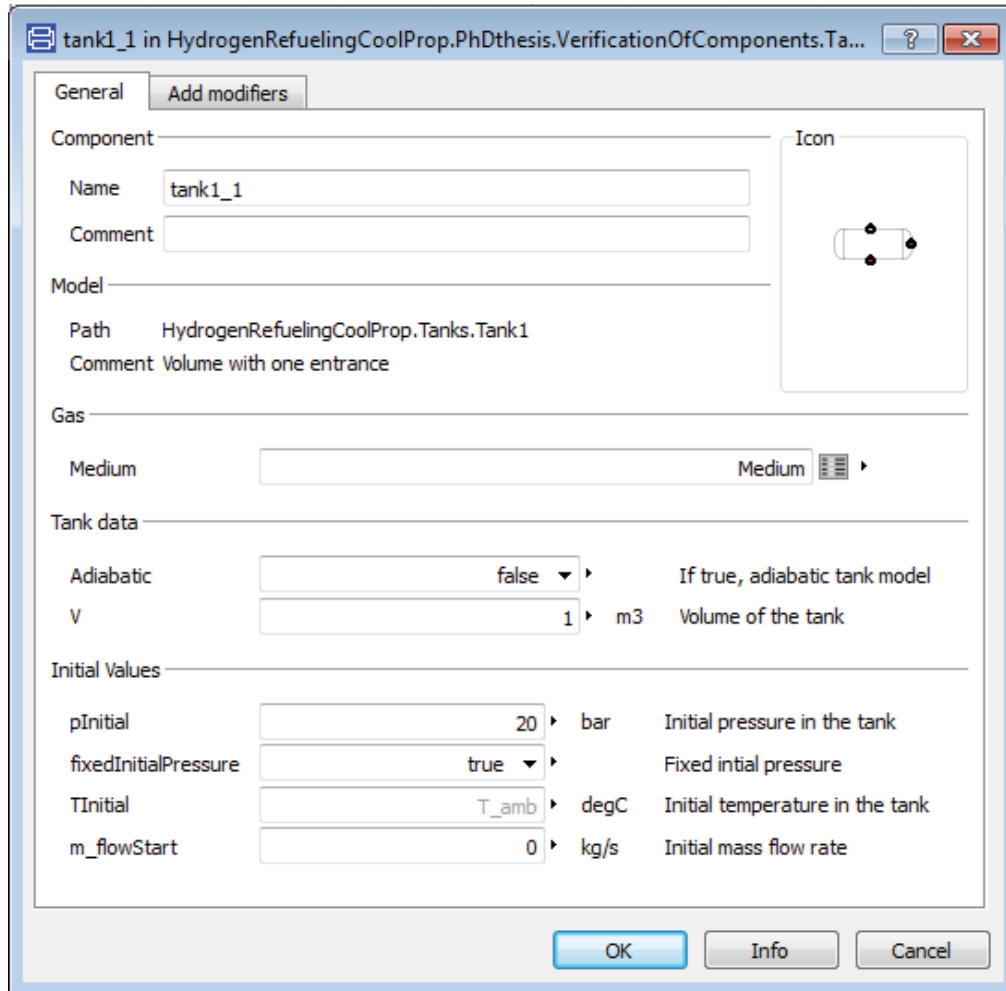 tank1_1 in HydrogenRefuelingCoolProp.PhDthesis.VerificationOfComponents.Ta... ?
General Add modifiers
Component Icon
Name tank1_1
Comment
Model
Path HydrogenRefuelingCoolProp.Tanks.Tank1
Comment Volume with one entrance
Gas
Medium Medium
Tank data
Adiabatic false If true, adiabatic tank model
V 1 m3 Volume of the tank
Initial Values
pInitial 20 bar Initial pressure in the tank
fixedInitialPressure true Fixed intial pressure
TInitial T_amb degC Initial temperature in the tank
m_flowStart 0 kg/s Initial mass flow rate
OK Info Cancel